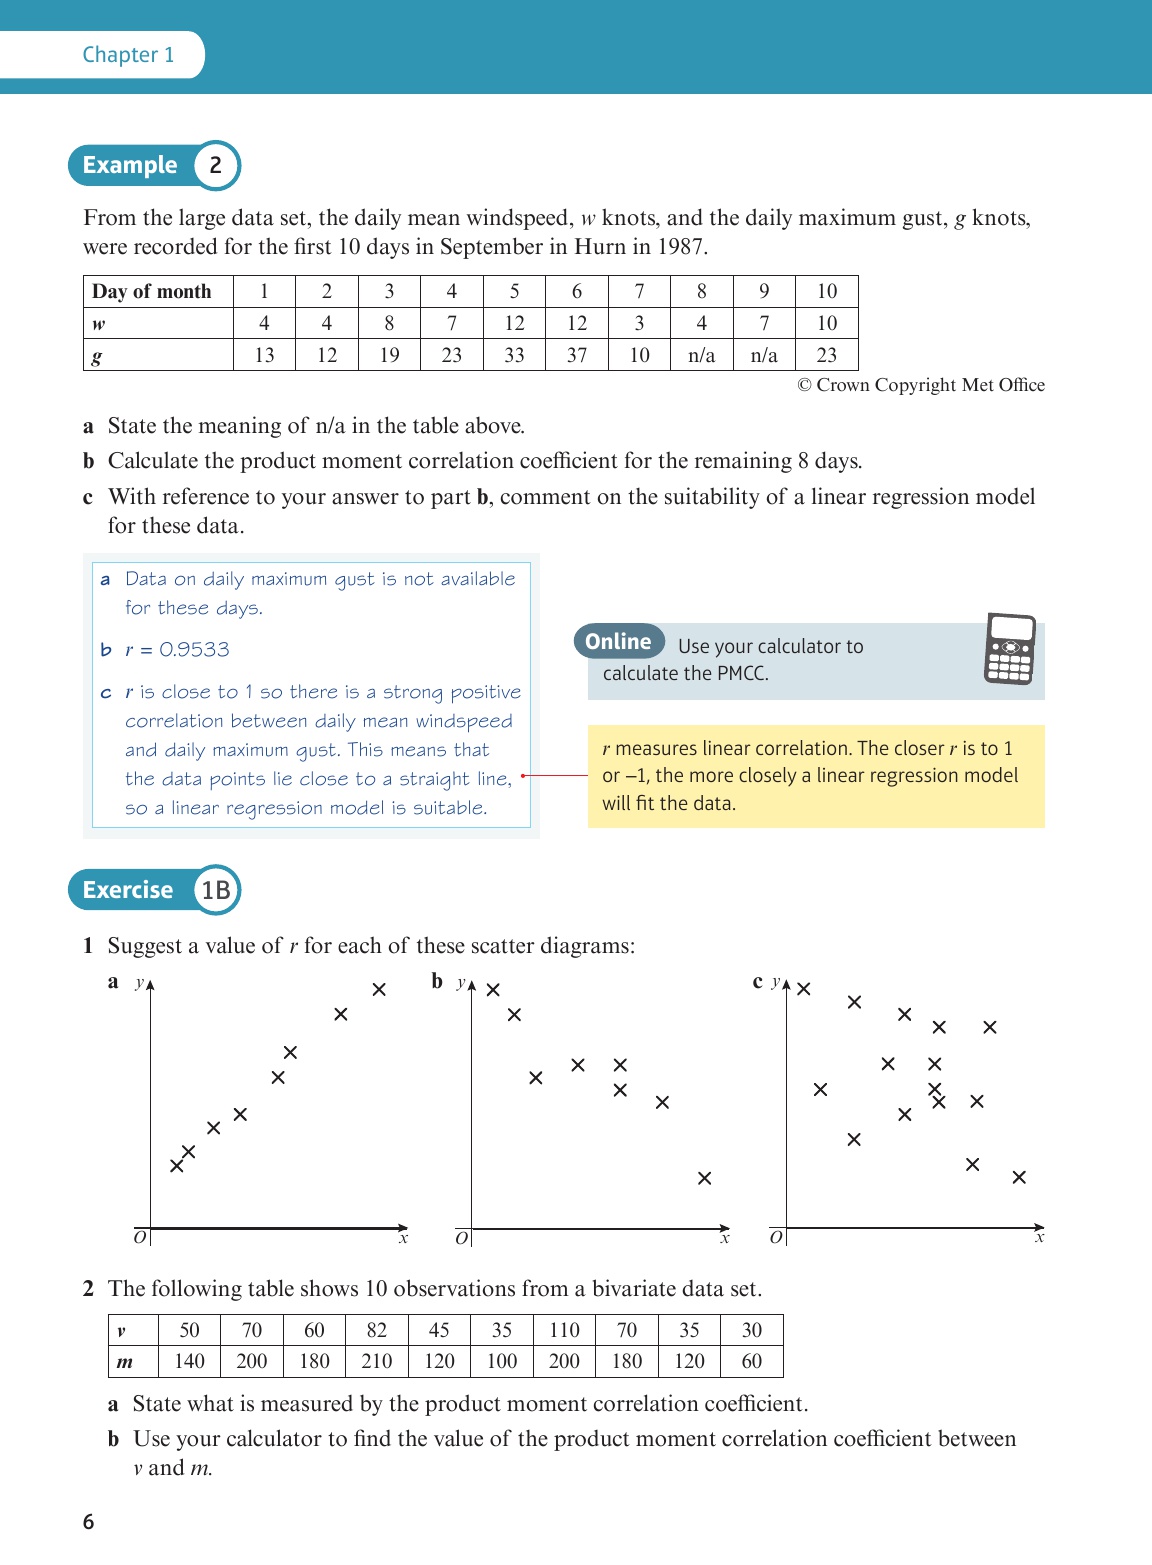 Chapter 1
Example 2
From the large data set, the daily mean windspeed, w knots, and the daily maximum gust, g knots,
were recorded for the first 10 days in September in Hurn in 1987.
Day of month 1 2 3 4 5 6 7 8 9 10
w 4 4 8 7 12 12 3 4 7 10
g 13 12 19 23 33 37 10 n/a n/a 23
© Crown Copyright Met Office
a State the meaning of n/a in the table above.
b Calculate the product moment correlation coefficient for the remaining 8 days.
c With reference to your answer to part b, comment on the suitability of a linear regression model
for these data.
a Data on daily maximum gust is not available
for these days.
b r = 0.9533
c r is close to 1 so there is a strong positive
correlation between daily mean windspeed
and daily maximum gust. This means that
the data points lie close to a straight line,
so a linear regression model is suitable.
Online Use your calculator to
calculate the PMCC.
r measures linear correlation. The closer r is to 1
or –1, the more closely a linear regression model
will fit the data.
Exercise 1B
1 Suggest a value of r for each of these scatter diagrams:
a y b y c y
O x O x O x
2 The following table shows 10 observations from a bivariate data set.
v 50 70 60 82 45 35 110 70 35 30
m 140 200 180 210 120 100 200 180 120 60
a State what is measured by the product moment correlation coefficient.
b Use your calculator to find the value of the product moment correlation coefficient between
v and m.
6